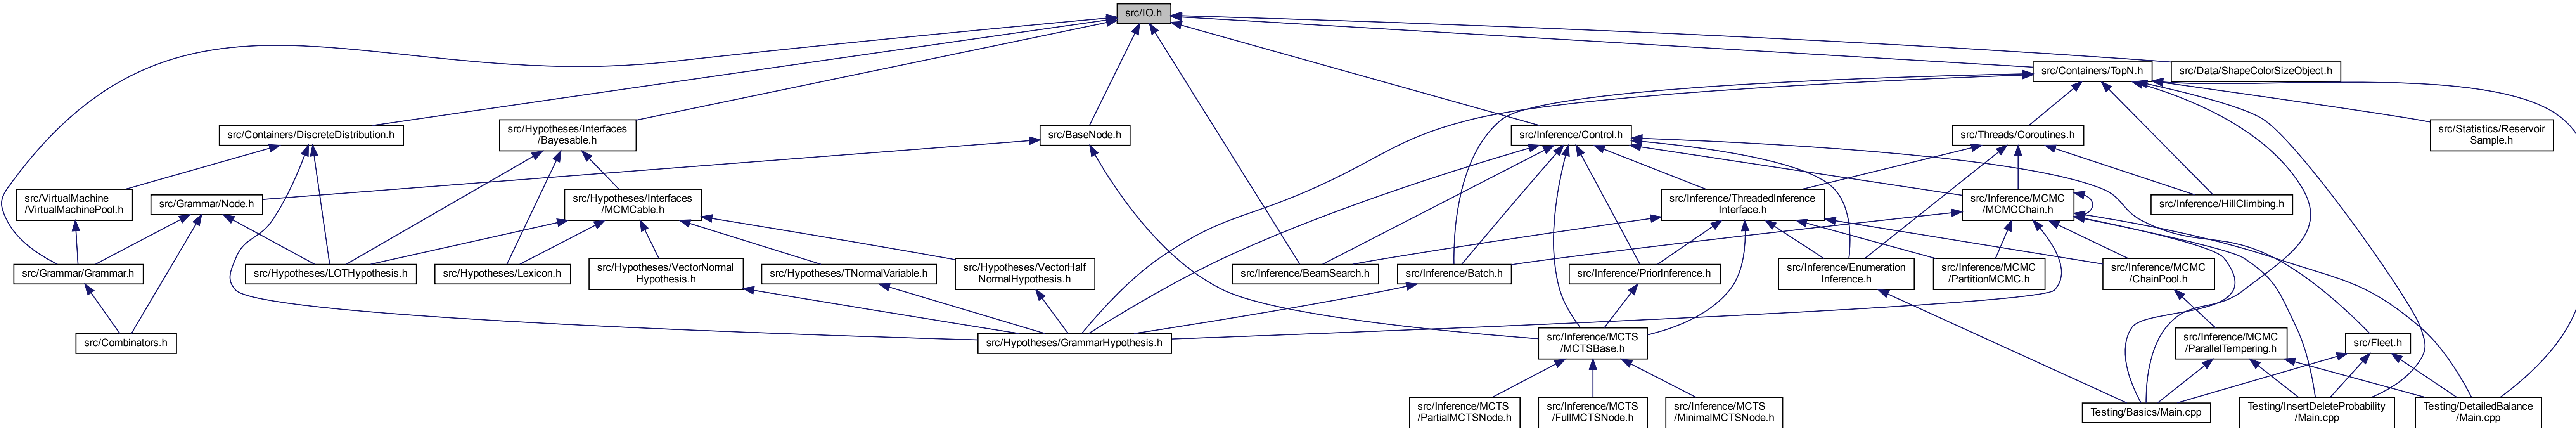 src/IO.h
src/Containers/TopN.h
src/Data/ShapeColorSizeObject.h
src/Containers/DiscreteDistribution.h
src/Hypotheses/Interfaces
/Bayesable.h
src/BaseNode.h
src/Inference/Control.h
src/Threads/Coroutines.h
src/Statistics/Reservoir
Sample.h
src/VirtualMachine
/VirtualMachinePool.h
src/Grammar/Node.h
src/Hypotheses/Interfaces
/MCMCable.h
src/Inference/ThreadedInference
Interface.h
src/Inference/MCMC
/MCMCChain.h
src/Inference/HillClimbing.h
src/Grammar/Grammar.h
src/Hypotheses/LOTHypothesis.h
src/Hypotheses/Lexicon.h
src/Hypotheses/VectorNormal
Hypothesis.h
src/Hypotheses/TNormalVariable.h
src/Hypotheses/VectorHalf
NormalHypothesis.h
src/Inference/BeamSearch.h
src/Inference/Batch.h
src/Inference/PriorInference.h
src/Inference/Enumeration
Inference.h
src/Inference/MCMC
/PartitionMCMC.h
src/Inference/MCMC
/ChainPool.h
src/Combinators.h
src/Hypotheses/GrammarHypothesis.h
src/Inference/MCTS
/MCTSBase.h
src/Inference/MCMC
/ParallelTempering.h
src/Fleet.h
src/Inference/MCTS
/PartialMCTSNode.h
src/Inference/MCTS
/FullMCTSNode.h
src/Inference/MCTS
/MinimalMCTSNode.h
Testing/Basics/Main.cpp
Testing/InsertDeleteProbability
/Main.cpp
Testing/DetailedBalance
/Main.cpp